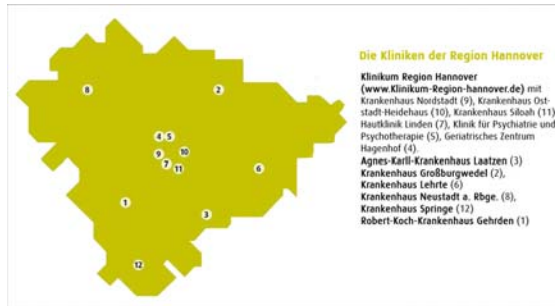 Die Kliniken der Region Hannover
Klinikum Region Hannover
(www.Klinikum-Region-hannover.de) mit
Krankenhaus Nordstadt (9), Krankenhaus Ost-
stadt-Heidehaus (10), Krankenhaus Siloah (11)
Hautklinik Linden (7), Klinik für Psychiatrie und
Psychotherapie (5), Geriatrisches Zentrum
Hagenhof (4).
Agnes-Karll-Krankenhaus Laatzen (3)
Krankenhaus Großburgwedel (2),
Krankenhaus Lehrte (6)
Krankenhaus Neustadt a. Rbge. (8),
Krankenhaus Springe (12)
Robert-Koch-Krankenhaus Gehrden (1)
8 2
4 5
9 10
7 11 6
1 3
12